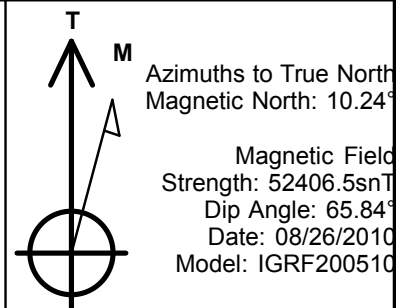 T
M
Azimuths to True North
Magnetic North: 10.24°
Magnetic Field
Strength: 52406.5snT
Dip Angle: 65.84°
Date: 08/26/2010
Model: IGRF200510